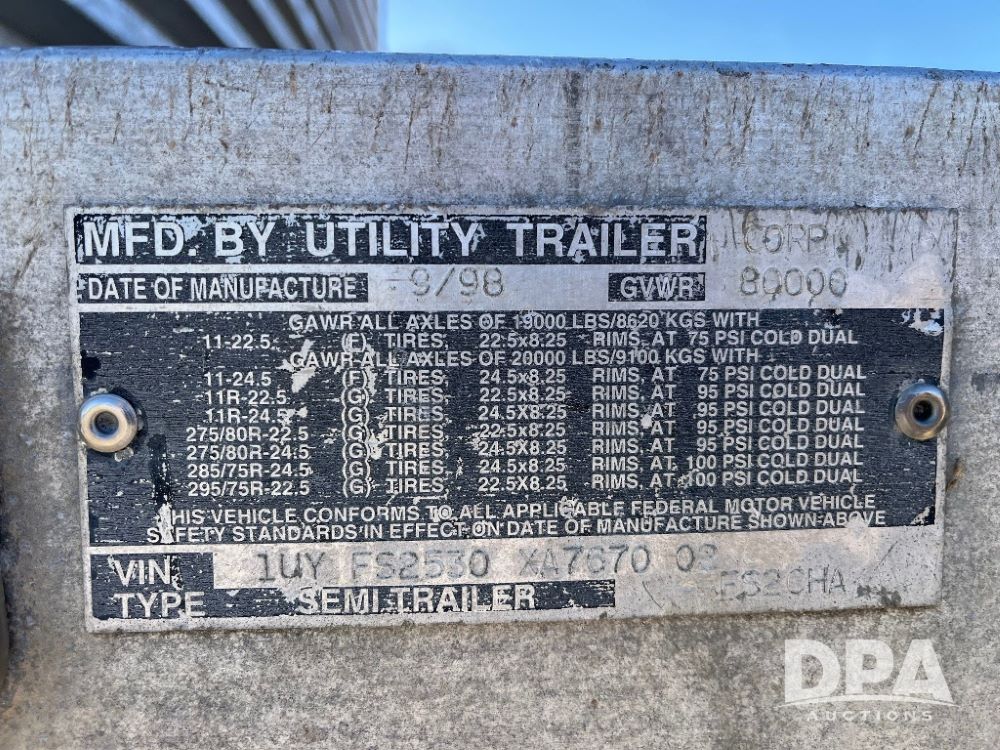 MFD. BY UTILITY TRAILER CORP.
DATE OF MANUFACTURE 9/98 GVWR 80000
GAWR ALL AXLES OF 19000 LBS/8620 KGS WITH
11-22.5 (F) TIRES, 22.5x8.25 RIMS, AT 75 PSI COLD DUAL
GAWR ALL AXLES OF 20000 LBS/9100 KGS WITH
11-24.5 (F) TIRES, 24.5x8.25 RIMS, AT 75 PSI COLD DUAL
11R-22.5 (G) TIRES, 22.5x8.25 RIMS, AT 95 PSI COLD DUAL
11R-24.5 (G) TIRES, 24.5X8.25 RIMS, AT 95 PSI COLD DUAL
275/80R-22.5 (G) TIRES, 22.5x8.25 RIMS, AT 95 PSI COLD DUAL
275/80R-24.5 (G) TIRES, 24.5X8.25 RIMS, AT 95 PSI COLD DUAL
285/75R-24.5 (G) TIRES, 24.5x8.25 RIMS, AT 100 PSI COLD DUAL
295/75R-22.5 (G) TIRES, 22.5X8.25 RIMS, AT 100 PSI COLD DUAL
THIS VEHICLE CONFORMS TO ALL APPLICABLE FEDERAL MOTOR VEHICLE
SAFETY STANDARDS IN EFFECT ON DATE OF MANUFACTURE SHOWN ABOVE
VIN 1UY FS2530 XA7670 02
TYPE SEMI TRAILER FS2CHA
DPA
AUCTIONS